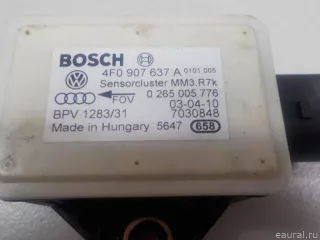 BOSCH
4F0 907 637 A 0101 005
Sensorcluster MM3.R7k
FOV 0 265 005 776
03-04-10
BPV 1283/31 7030848
Made in Hungary 5647 658
© eaural.ru